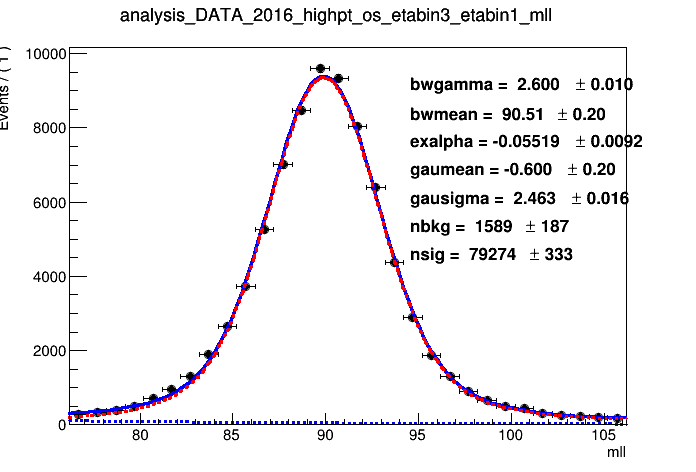 analysis_DATA_2016_highpt_os_etabin3_etabin1_mll
Events / ( 1 )
10000
8000
6000
4000
2000
0
bwgamma = 2.600 ± 0.010
bwmean = 90.51 ± 0.20
exalpha = -0.05519 ± 0.0092
gaumean = -0.600 ± 0.20
gausigma = 2.463 ± 0.016
nbkg = 1589 ± 187
nsig = 79274 ± 333
80 85 90 95 100 105
mll